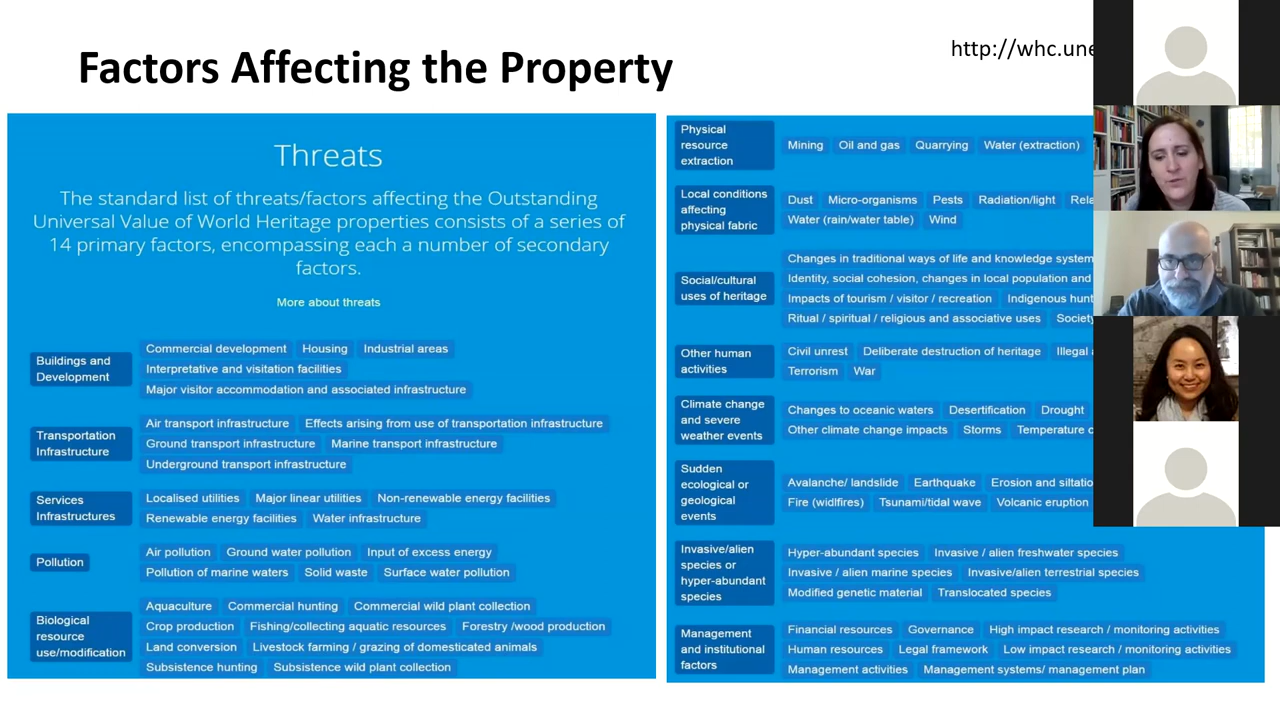 Factors Affecting the Property
http://whc.une
Threats
The standard list of threats/factors affecting the Outstanding
Universal Value of World Heritage properties consists of a series of
14 primary factors, encompassing each a number of secondary
factors.
More about threats
Buildings and
Development
Commercial development Housing Industrial areas
Interpretative and visitation facilities
Major visitor accommodation and associated infrastructure
Transportation
Infrastructure
Air transport infrastructure Effects arising from use of transportation infrastructure
Ground transport infrastructure Marine transport infrastructure
Underground transport infrastructure
Services
Infrastructures
Localised utilities Major linear utilities Non-renewable energy facilities
Renewable energy facilities Water infrastructure
Pollution
Air pollution Ground water pollution Input of excess energy
Pollution of marine waters Solid waste Surface water pollution
Biological
resource
use/modification
Aquaculture Commercial hunting Commercial wild plant collection
Crop production Fishing/collecting aquatic resources Forestry /wood production
Land conversion Livestock farming / grazing of domesticated animals
Subsistence hunting Subsistence wild plant collection
Physical
resource
extraction
Mining Oil and gas Quarrying Water (extraction)
Local conditions
affecting
physical fabric
Dust Micro-organisms Pests Radiation/light Rela
Water (rain/water table) Wind
Social/cultural
uses of heritage
Changes in traditional ways of life and knowledge system
Identity, social cohesion, changes in local population and
Impacts of tourism / visitor / recreation Indigenous hunt
Ritual / spiritual / religious and associative uses Society
Other human
activities
Civil unrest Deliberate destruction of heritage Illegal a
Terrorism War
Climate change
and severe
weather events
Changes to oceanic waters Desertification Drought
Other climate change impacts Storms Temperature c
Sudden
ecological or
geological
events
Avalanche/ landslide Earthquake Erosion and siltatio
Fire (widlfires) Tsunami/tidal wave Volcanic eruption
Invasive/alien
species or
hyper-abundant
species
Hyper-abundant species Invasive / alien freshwater species
Invasive / alien marine species Invasive/alien terrestrial species
Modified genetic material Translocated species
Management
and institutional
factors
Financial resources Governance High impact research / monitoring activities
Human resources Legal framework Low impact research / monitoring activities
Management activities Management systems/ management plan